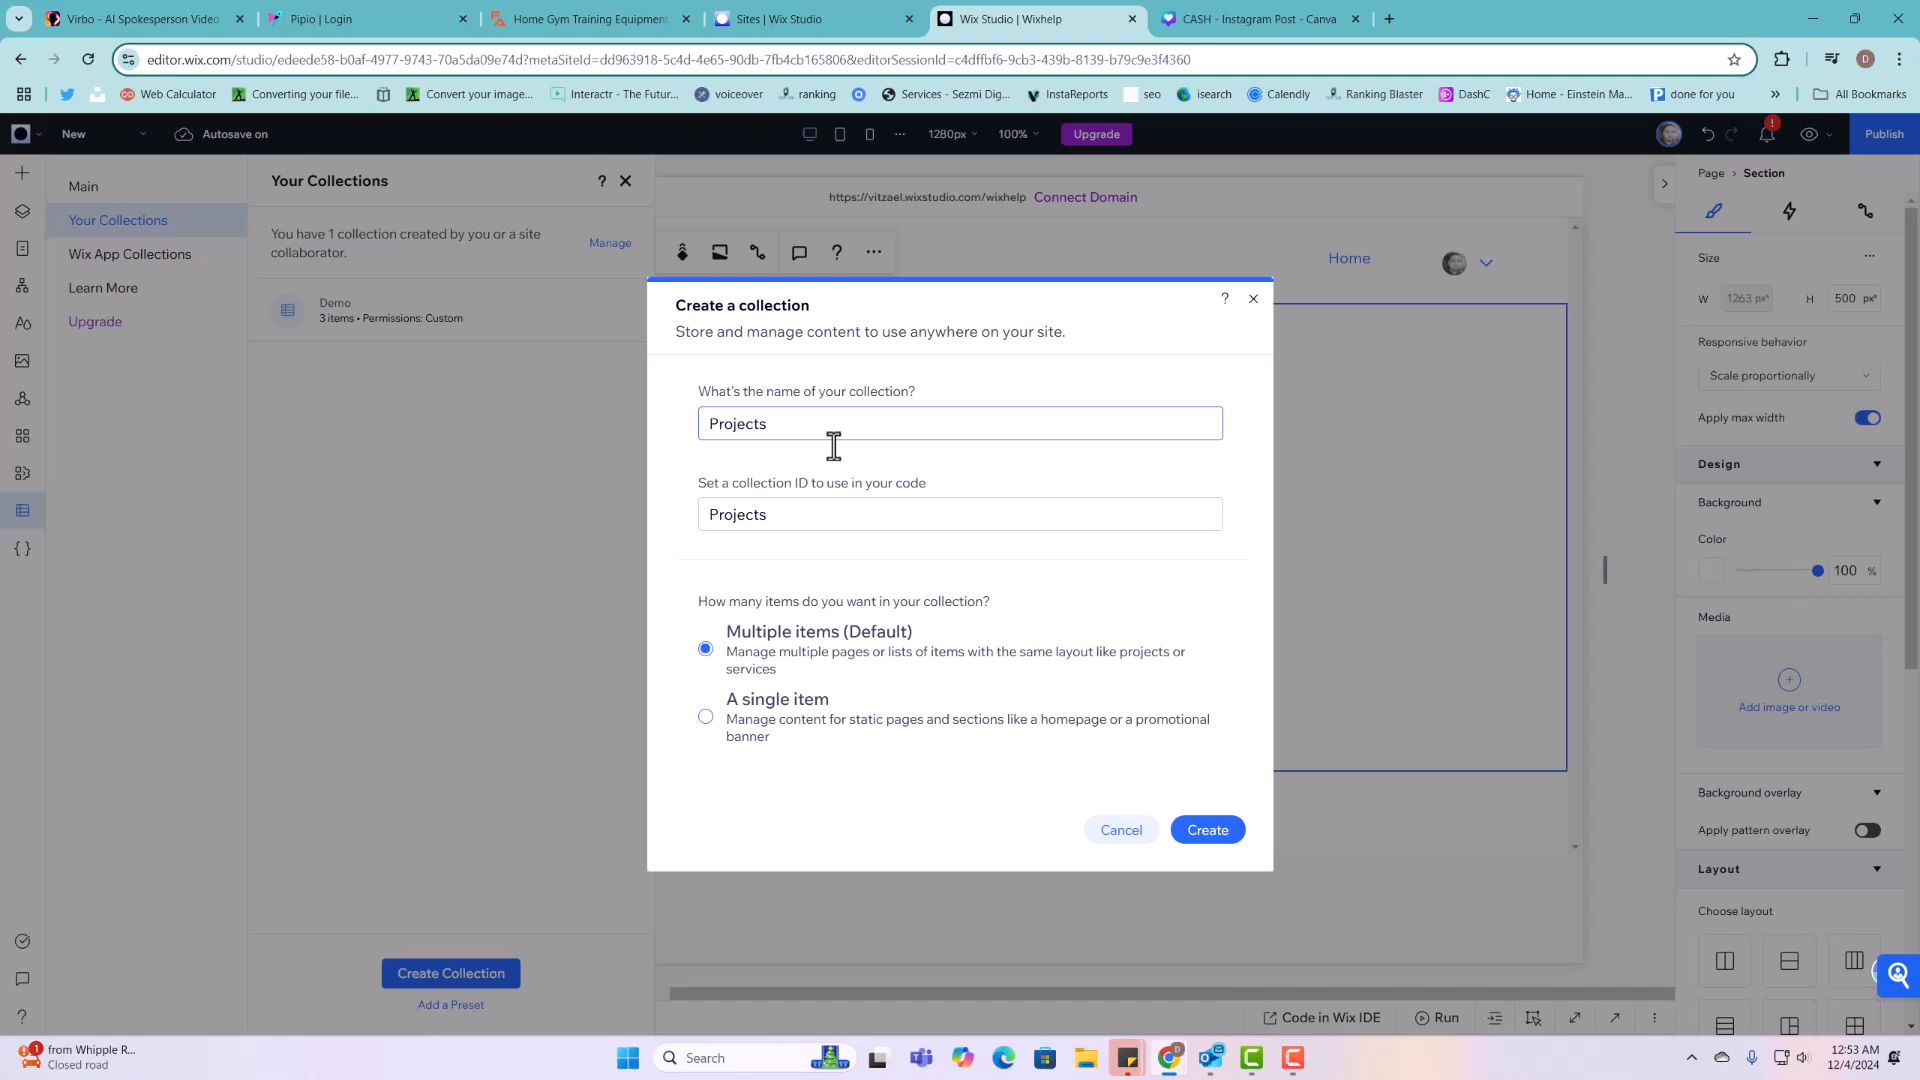 Virbo - AI Spokesperson Video
Pipio | Login
Home Gym Training Equipment
Sites | Wix Studio
Wix Studio | Wixhelp
CASH - Instagram Post - Canva
editor.wix.com/studio/edeede58-b0af-4977-9743-70a5da09e74d?metaSiteId=dd963918-5c4d-4e65-90db-7fb4cb165806&editorSessionId=c4dffbf6-9cb3-439b-8139-b79c9e3f4360
D
Web Calculator
Converting your file...
Convert your image...
Interactr - The Futur...
voiceover
ranking
Services - Sezmi Dig...
InstaReports
seo
isearch
Calendly
Ranking Blaster
DashC
Home - Einstein Ma...
done for you
All Bookmarks
New
Autosave on
1280px
100%
Upgrade
Publish
Main
Your Collections
Wix App Collections
Learn More
Upgrade
Your Collections
You have 1 collection created by you or a site
collaborator.
Manage
Demo
3 items • Permissions: Custom
Create Collection
Add a Preset
https://vitzael.wixstudio.com/wixhelp Connect Domain
Home
Create a collection
Store and manage content to use anywhere on your site.
What's the name of your collection?
Projects
Set a collection ID to use in your code
Projects
How many items do you want in your collection?
Multiple items (Default)
Manage multiple pages or lists of items with the same layout like projects or
services
A single item
Manage content for static pages and sections like a homepage or a promotional
banner
Cancel
Create
Page > Section
Size
W 1263 px* H 500 px*
Responsive behavior
Scale proportionally
Apply max width
Design
Background
Color
100 %
Media
Add image or video
Background overlay
Apply pattern overlay
Layout
Choose layout
Code in Wix IDE
Run
1
from Whipple R...
Closed road
Search
12:53 AM
12/4/2024